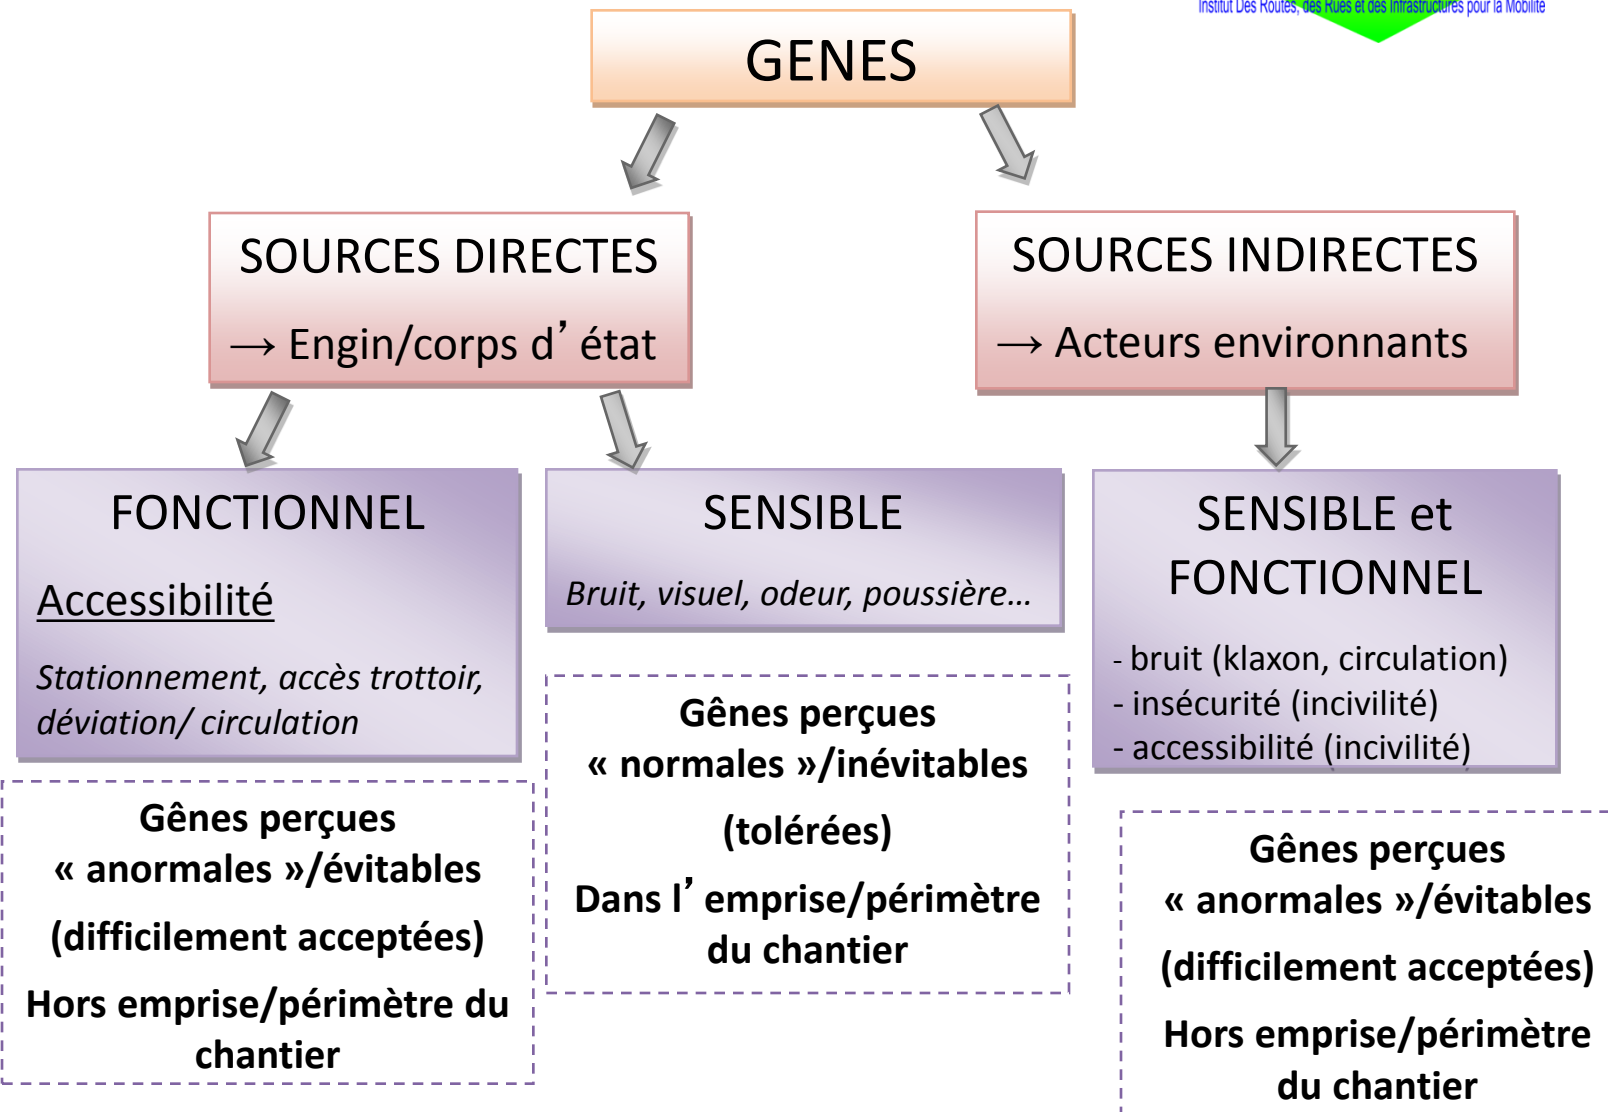 Institut Des Routes, des Rues et des Infrastructures pour la Mobilité
GENES
SOURCES DIRECTES
→ Engin/corps d’ état
SOURCES INDIRECTES
→ Acteurs environnants
FONCTIONNEL
Accessibilité
Stationnement, accès trottoir,
déviation/ circulation
SENSIBLE
Bruit, visuel, odeur, poussière…
SENSIBLE et
FONCTIONNEL
- bruit (klaxon, circulation)
- insécurité (incivilité)
- accessibilité (incivilité)
Gênes perçues
« anormales »/évitables
(difficilement acceptées)
Hors emprise/périmètre du
chantier
Gênes perçues
« normales »/inévitables
(tolérées)
Dans l’ emprise/périmètre
du chantier
Gênes perçues
« anormales »/évitables
(difficilement acceptées)
Hors emprise/périmètre
du chantier